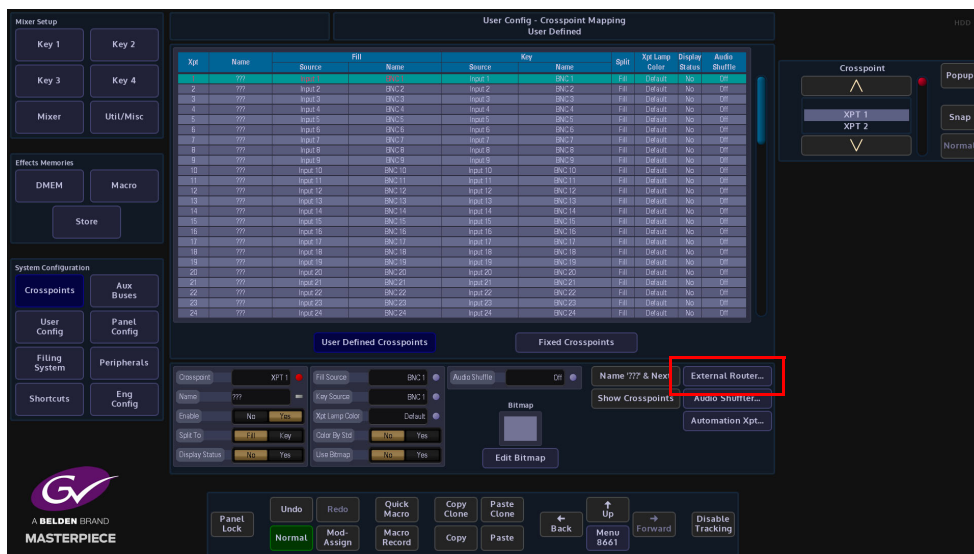 Mixer Setup
Key 1 Key 2
Key 3 Key 4
Mixer Util/Misc
Effects Memories
DMEM Macro
Store
System Configuration
Crosspoints Aux Buses
User Config Panel Config
Filing System Peripherals
Shortcuts Eng Config
GV
A BELDEN BRAND
MASTERPIECE
User Config - Crosspoint Mapping
User Defined
HDD
Xpt Name Fill Key Split Xpt Lamp Color Display Status Audio Shuffle
Source Name Source Name
??? Input 1 BNC 1 Input 1 BNC 1 Fill Default No Off
2 ??? Input 2 BNC 2 Input 2 BNC 2 Fill Default No Off
3 ??? Input 3 BNC 3 Input 3 BNC 3 Fill Default No Off
4 ??? Input 4 BNC 4 Input 4 BNC 4 Fill Default No Off
5 ??? Input 5 BNC 5 Input 5 BNC 5 Fill Default No Off
6 ??? Input 6 BNC 6 Input 6 BNC 6 Fill Default No Off
7 ??? Input 7 BNC 7 Input 7 BNC 7 Fill Default No Off
8 ??? Input 8 BNC 8 Input 8 BNC 8 Fill Default No Off
9 ??? Input 9 BNC 9 Input 9 BNC 9 Fill Default No Off
10 ??? Input 10 BNC 10 Input 10 BNC 10 Fill Default No Off
11 ??? Input 11 BNC 11 Input 11 BNC 11 Fill Default No Off
12 ??? Input 12 BNC 12 Input 12 BNC 12 Fill Default No Off
13 ??? Input 13 BNC 13 Input 13 BNC 13 Fill Default No Off
14 ??? Input 14 BNC 14 Input 14 BNC 14 Fill Default No Off
15 ??? Input 15 BNC 15 Input 15 BNC 15 Fill Default No Off
16 ??? Input 16 BNC 16 Input 16 BNC 16 Fill Default No Off
17 ??? Input 17 BNC 17 Input 17 BNC 17 Fill Default No Off
18 ??? Input 18 BNC 18 Input 18 BNC 18 Fill Default No Off
19 ??? Input 19 BNC 19 Input 19 BNC 19 Fill Default No Off
20 ??? Input 20 BNC 20 Input 20 BNC 20 Fill Default No Off
21 ??? Input 21 BNC 21 Input 21 BNC 21 Fill Default No Off
22 ??? Input 22 BNC 22 Input 22 BNC 22 Fill Default No Off
23 ??? Input 23 BNC 23 Input 23 BNC 23 Fill Default No Off
24 ??? Input 24 BNC 24 Input 24 BNC 24 Fill Default No Off
User Defined Crosspoints Fixed Crosspoints
Crosspoint XPT 1 Fill Source BNC 1 Audio Shuffle Off Name '???' & Next External Router...
Name ??? Key Source BNC 1 Bitmap Show Crosspoints Audio Shuffler...
Enable No Yes Xpt Lamp Color Default Automation Xpt...
Split To Fill Key Color By Std No Yes
Display Status No Yes Use Bitmap No Yes Edit Bitmap
Crosspoint
Popup
XPT 1
XPT 2
Snap
Normal
Panel Lock Undo Redo Quick Macro Copy Clone Paste Clone Up Disable Tracking
Normal Mod-Assign Macro Record Copy Paste Back Menu 8661 Forward